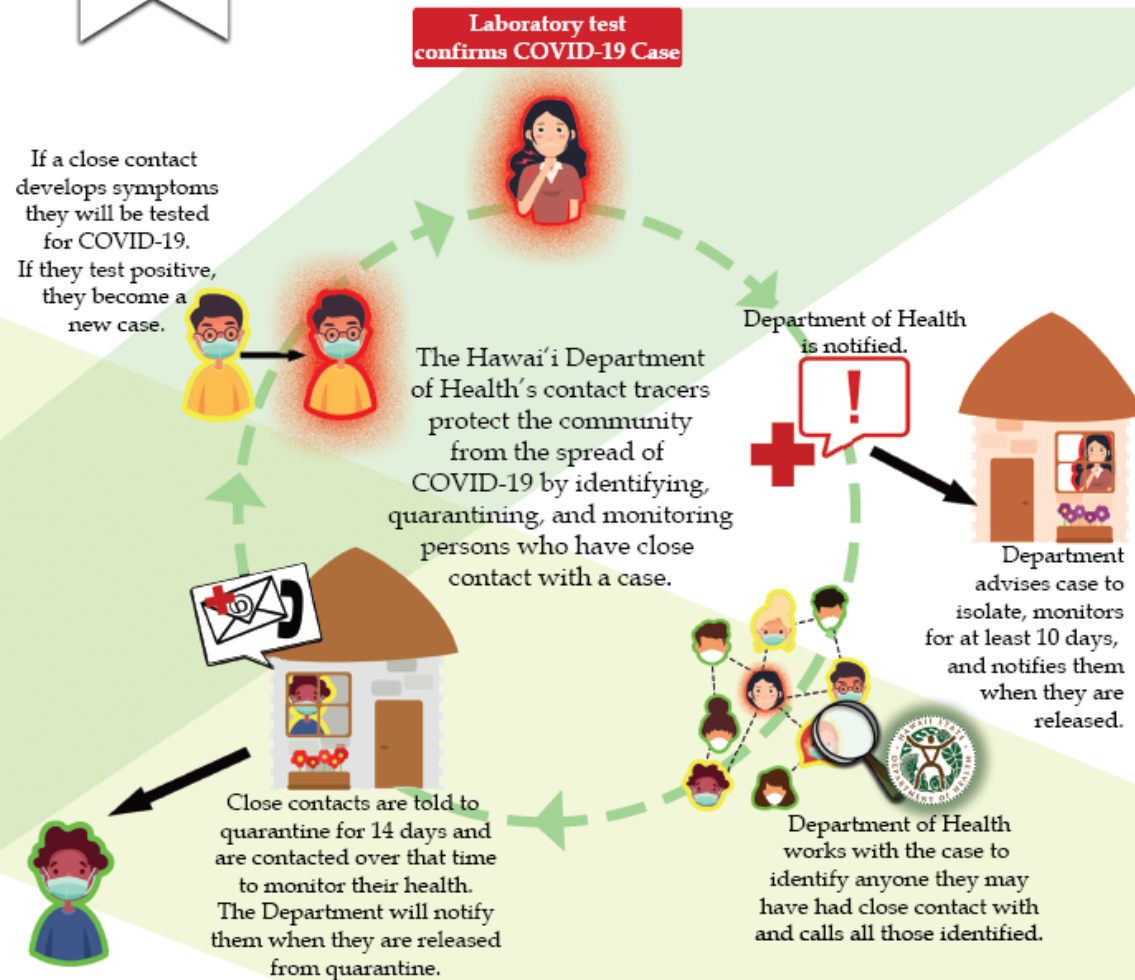 Laboratory test
confirms COVID-19 Case
If a close contact
develops symptoms
they will be tested
for COVID-19.
If they test positive,
they become a
new case.
Department of Health
is notified.
!
The Hawai‘i Department
of Health’s contact tracers
protect the community
from the spread of
COVID-19 by identifying,
quarantining, and monitoring
persons who have close
contact with a case.
Department
advises case to
isolate, monitors
for at least 10 days,
and notifies them
when they are
released.
HAWAII STATE
DEPARTMENT OF HEALTH
Department of Health
works with the case to
identify anyone they may
have had close contact with
and calls all those identified.
@
Close contacts are told to
quarantine for 14 days and
are contacted over that time
to monitor their health.
The Department will notify
them when they are released
from quarantine.